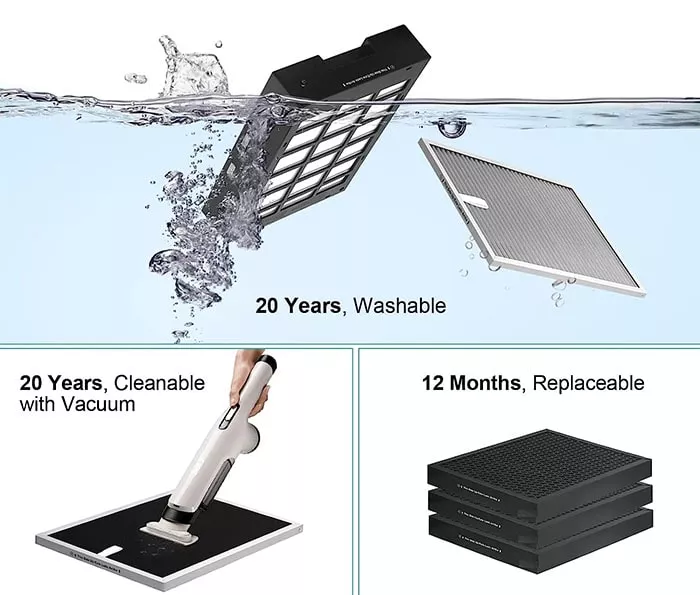 20 Years, Washable
20 Years, Cleanable
with Vacuum
12 Months, Replaceable